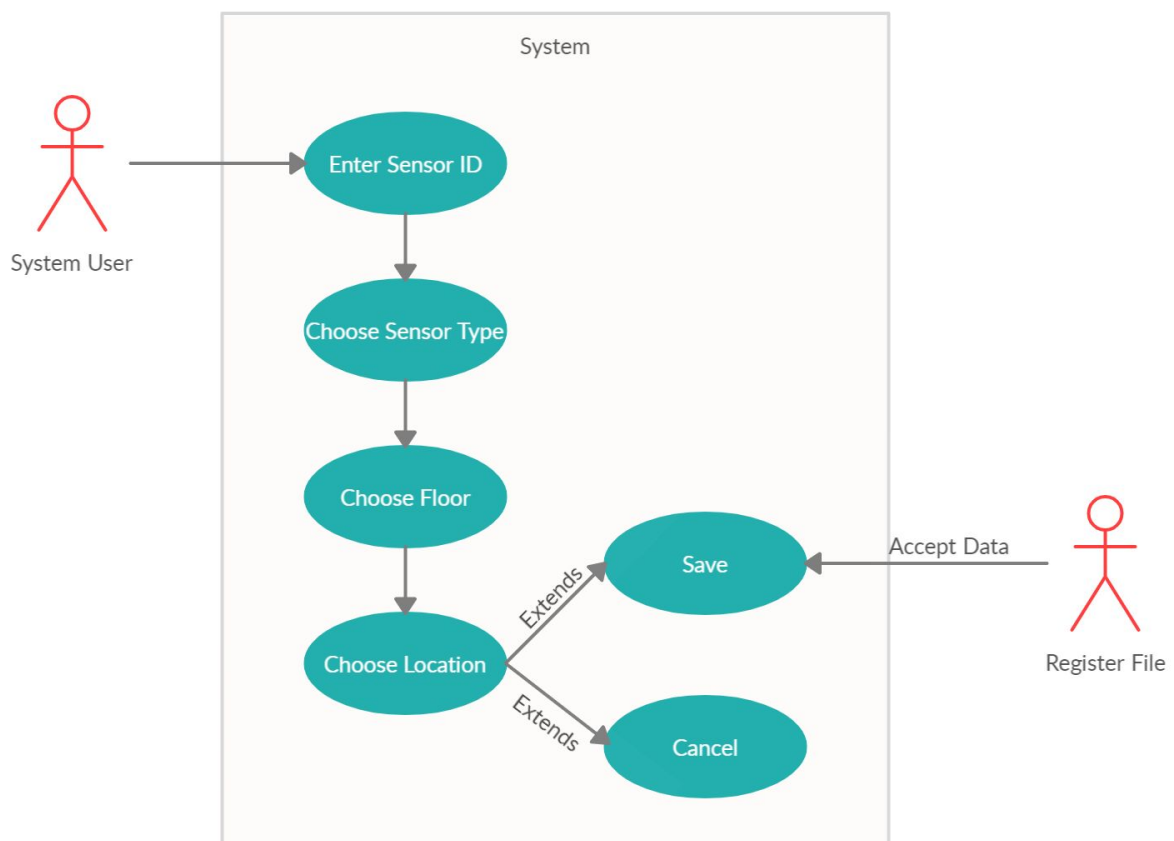 System
Enter Sensor ID
System User
Choose Sensor Type
Choose Floor
Accept Data
Save
Extends
Choose Location
Register File
Extends
Cancel